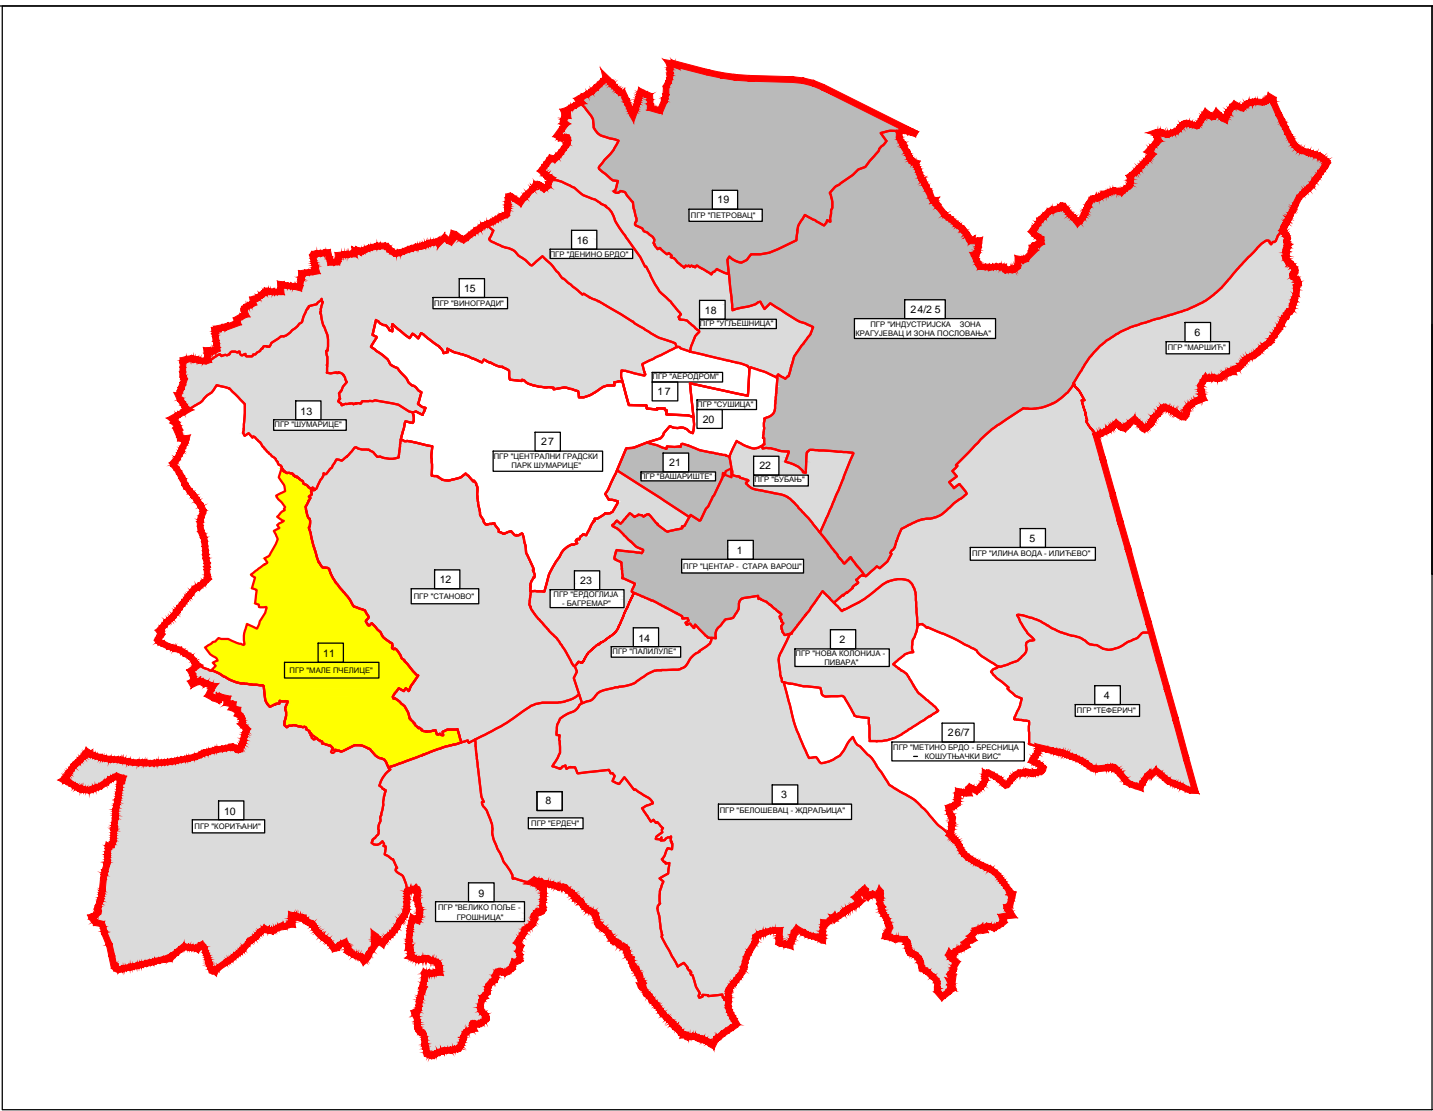 19
ПГР "ПЕТРОВАЦ"
16
ПГР "ДЕНИНО БРДО"
15
ПГР "ВИНОГРАДИ"
18
ПГР "УГЉЕШНИЦА"
24/25
ПГР "ИНДУСТРИЈСКА ЗОНА
КРАГУЈЕВАЦ И ЗОНА ПОСЛОВАЊА"
6
ПГР "МАРШИЋ"
ПГР "АЕРОДРОМ"
17
ПГР "СУШИЦА"
20
13
ПГР "ШУМАРИЦЕ"
27
ПГР "ЦЕНТРАЛНИ ГРАДСКИ
ПАРК ШУМАРИЦЕ"
21
ПГР "ВАШАРИШТЕ"
22
ПГР "БУБАЊ"
5
ПГР "ИЛИНА ВОДА - ИЛИЋЕВО"
1
ПГР "ЦЕНТАР - СТАРА ВАРОШ"
12
ПГР "СТАНОВО"
23
ПГР "ЕРДОГЛИЈА
- БАГРЕМАР"
14
ПГР "ПАЛИЛУЛЕ"
2
ПГР "НОВА КОЛОНИЈА -
ПИВАРА"
11
ПГР "МАЛЕ ПЧЕЛИЦЕ"
4
ПГР "ТЕФЕРИЧ"
26/7
ПГР "МЕТИНО БРДО - БРЕСНИЦА
– КОШУТЊАЧКИ ВИС"
3
ПГР "БЕЛОШЕВАЦ - ЖДРАЉИЦА"
8
ПГР "ЕРДЕЧ"
10
ПГР "КОРИЋАНИ"
9
ПГР "ВЕЛИКО ПОЉЕ -
ГРОШНИЦА"